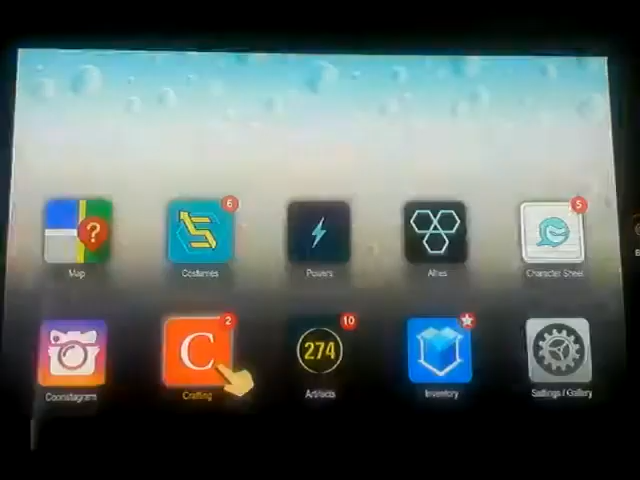 6
5
?
Map
Costumes
Powers
Allies
Character Sheet
2
10
C
274
Coonstagram
Crafting
Artifacts
Inventory
Settings / Gallery